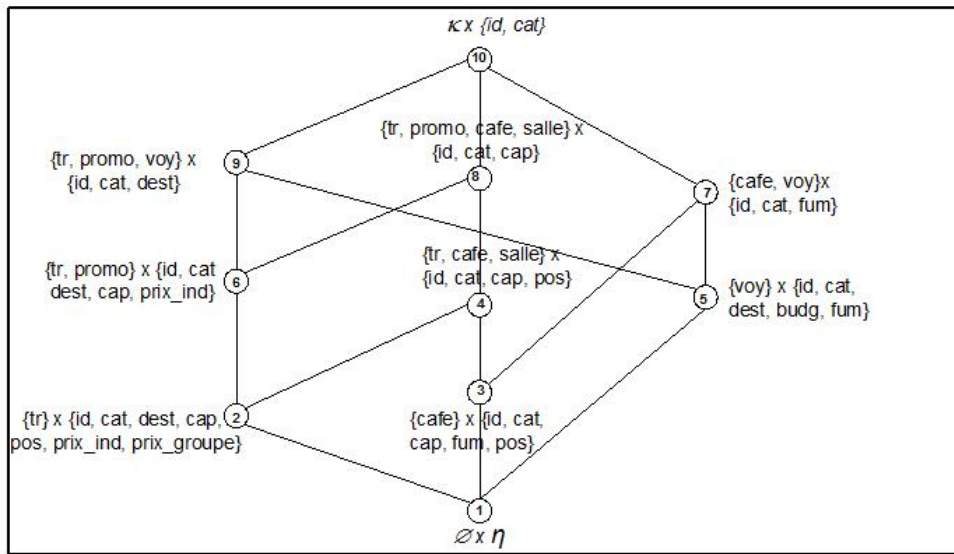 κ x {id, cat}
10
{tr, promo, cafe, salle} x
{id, cat, cap}
{tr, promo, voy} x
{id, cat, dest}
9
8
7
{cafe, voy}x
{id, cat, fum}
{tr, promo} x {id, cat
dest, cap, prix_ind}
6
{tr, cafe, salle} x
{id, cat, cap, pos}
4
5
{voy} x {id, cat,
dest, budg, fum}
3
{tr} x {id, cat, dest, cap,
pos, prix_ind, prix_groupe}
2
{cafe} x {id, cat,
cap, fum, pos}
1
∅ x η